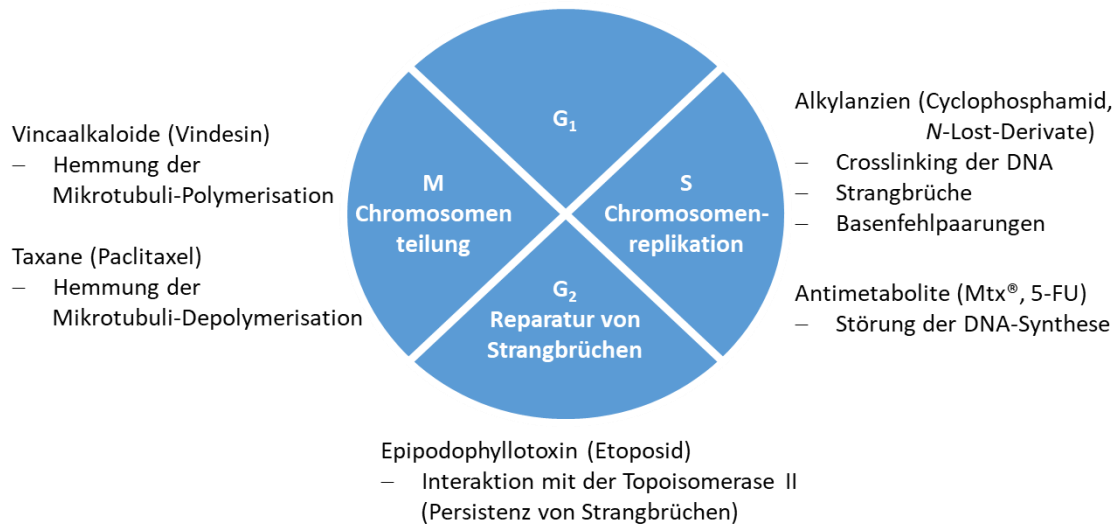 G₁
Vincaalkaloide (Vindesin)
– Hemmung der
Mikrotubuli-Polymerisation
Taxane (Paclitaxel)
– Hemmung der
Mikrotubuli-Depolymerisation
M
Chromosomen
teilung
S
Chromosomen-
replikation
G₂
Reparatur von
Strangbrüchen
Alkylanzien (Cyclophosphamid,
N-Lost-Derivate)
– Crosslinking der DNA
– Strangbrüche
– Basenfehlpaarungen
Antimetabolite (Mtx®, 5-FU)
– Störung der DNA-Synthese
Epipodophyllotoxin (Etoposid)
– Interaktion mit der Topoisomerase II
(Persistenz von Strangbrüchen)